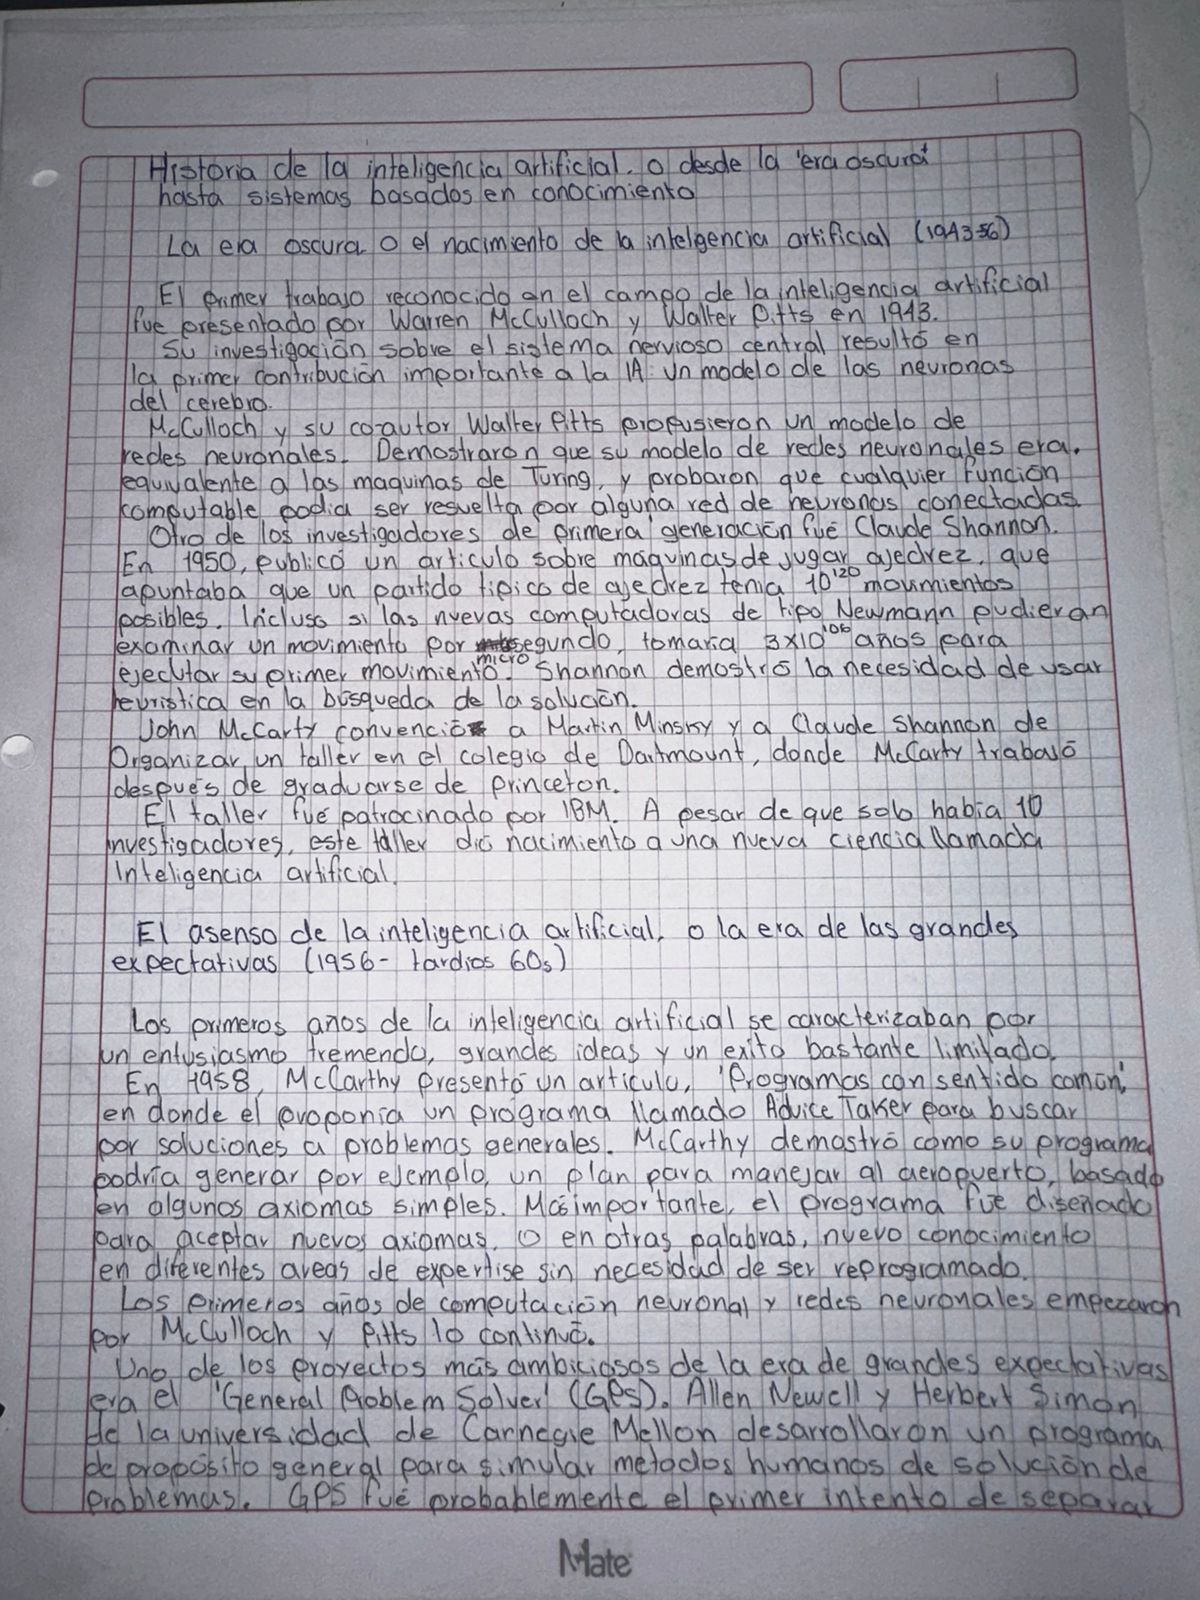 Historia de la inteligencia artificial. o desde la 'era oscura'
hasta sistemas basados en conocimiento
La era oscura o el nacimiento de la intelgencia artificial (1943-56)
El primer trabajo reconocido en el campo de la inteligencia artificial
fue presentado por Warren McCulloch y Walter Pitts en 1943.
Su investigación sobre el sistema nervioso central resultó en
la primer contribución importante a la IA: un modelo de las neuronas
del cerebro.
McCulloch y su co-autor Walter Pitts propusieron un modelo de
redes neuronales. Demostraron que su modelo de redes neuronales era.
equivalente a las maquinas de Turing, y probaron que cualquier función
computable podia ser resuelta por alguna red de neuronas conectadas.
Otro de los investigadores de primera generación fué Claude Shannon.
En 1950, publicó un articulo sobre máquinas de jugar ajedrez, que
apuntaba que un partido típico de ajedrez tenia 10¹²⁰ movimientos
posibles. Incluso si las nuevas computadoras de tipo Newmann pudieran
examinar un movimiento por segundo, tomaria 3x10¹⁰⁶ años para
micro
ejecutar su primer movimiento. Shannon demostró la necesidad de usar
heuristica en la búsqueda de la solución.
John McCarty convenció a Martin Minsky y a Claude Shannon de
Organizar un taller en el colegio de Dartmount, donde McCarty trabajó
después de graduarse de Princeton.
El taller fué patrocinado por IBM. A pesar de que solo habia 10
investigadores, este taller dió nacimiento a una nueva ciencia llamada
Inteligencia artificial.
El asenso de la inteligencia artificial, o la era de las grandes
expectativas (1956- tardios 60s)
Los primeros años de la inteligencia artificial se caracterizaban por
un entusiasmo tremendo, grandes ideas y un exito bastante limitado.
En 1958, McCarthy presentó un articulo, 'Programas con sentido común',
en donde el proponía un programa llamado Advice Taker para buscar
por soluciones a problemas generales. McCarthy demostró como su programa
podría generar por ejemplo, un plan para manejar al aeropuerto, basado
en algunos axiomas simples. Más importante, el programa fue diseñado
para aceptar nuevos axiomas, o en otras palabras, nuevo conocimiento
en diferentes areas de expertise sin necesidad de ser reprogramado.
Los primeros años de computación neuronal y redes neuronales empezaron
por McCulloch y Pitts lo continuó.
Uno de los proyectos más ambiciosos de la era de grandes expectativas
era el 'General Problem Solver' (GPS). Allen Newell y Herbert Simon
de la universidad de Carnegie Mellon desarrollaron un programa
de propósito general para simular metodos humanos de solución de
problemas. GPS fué probablemente el primer intento de separar
Mate